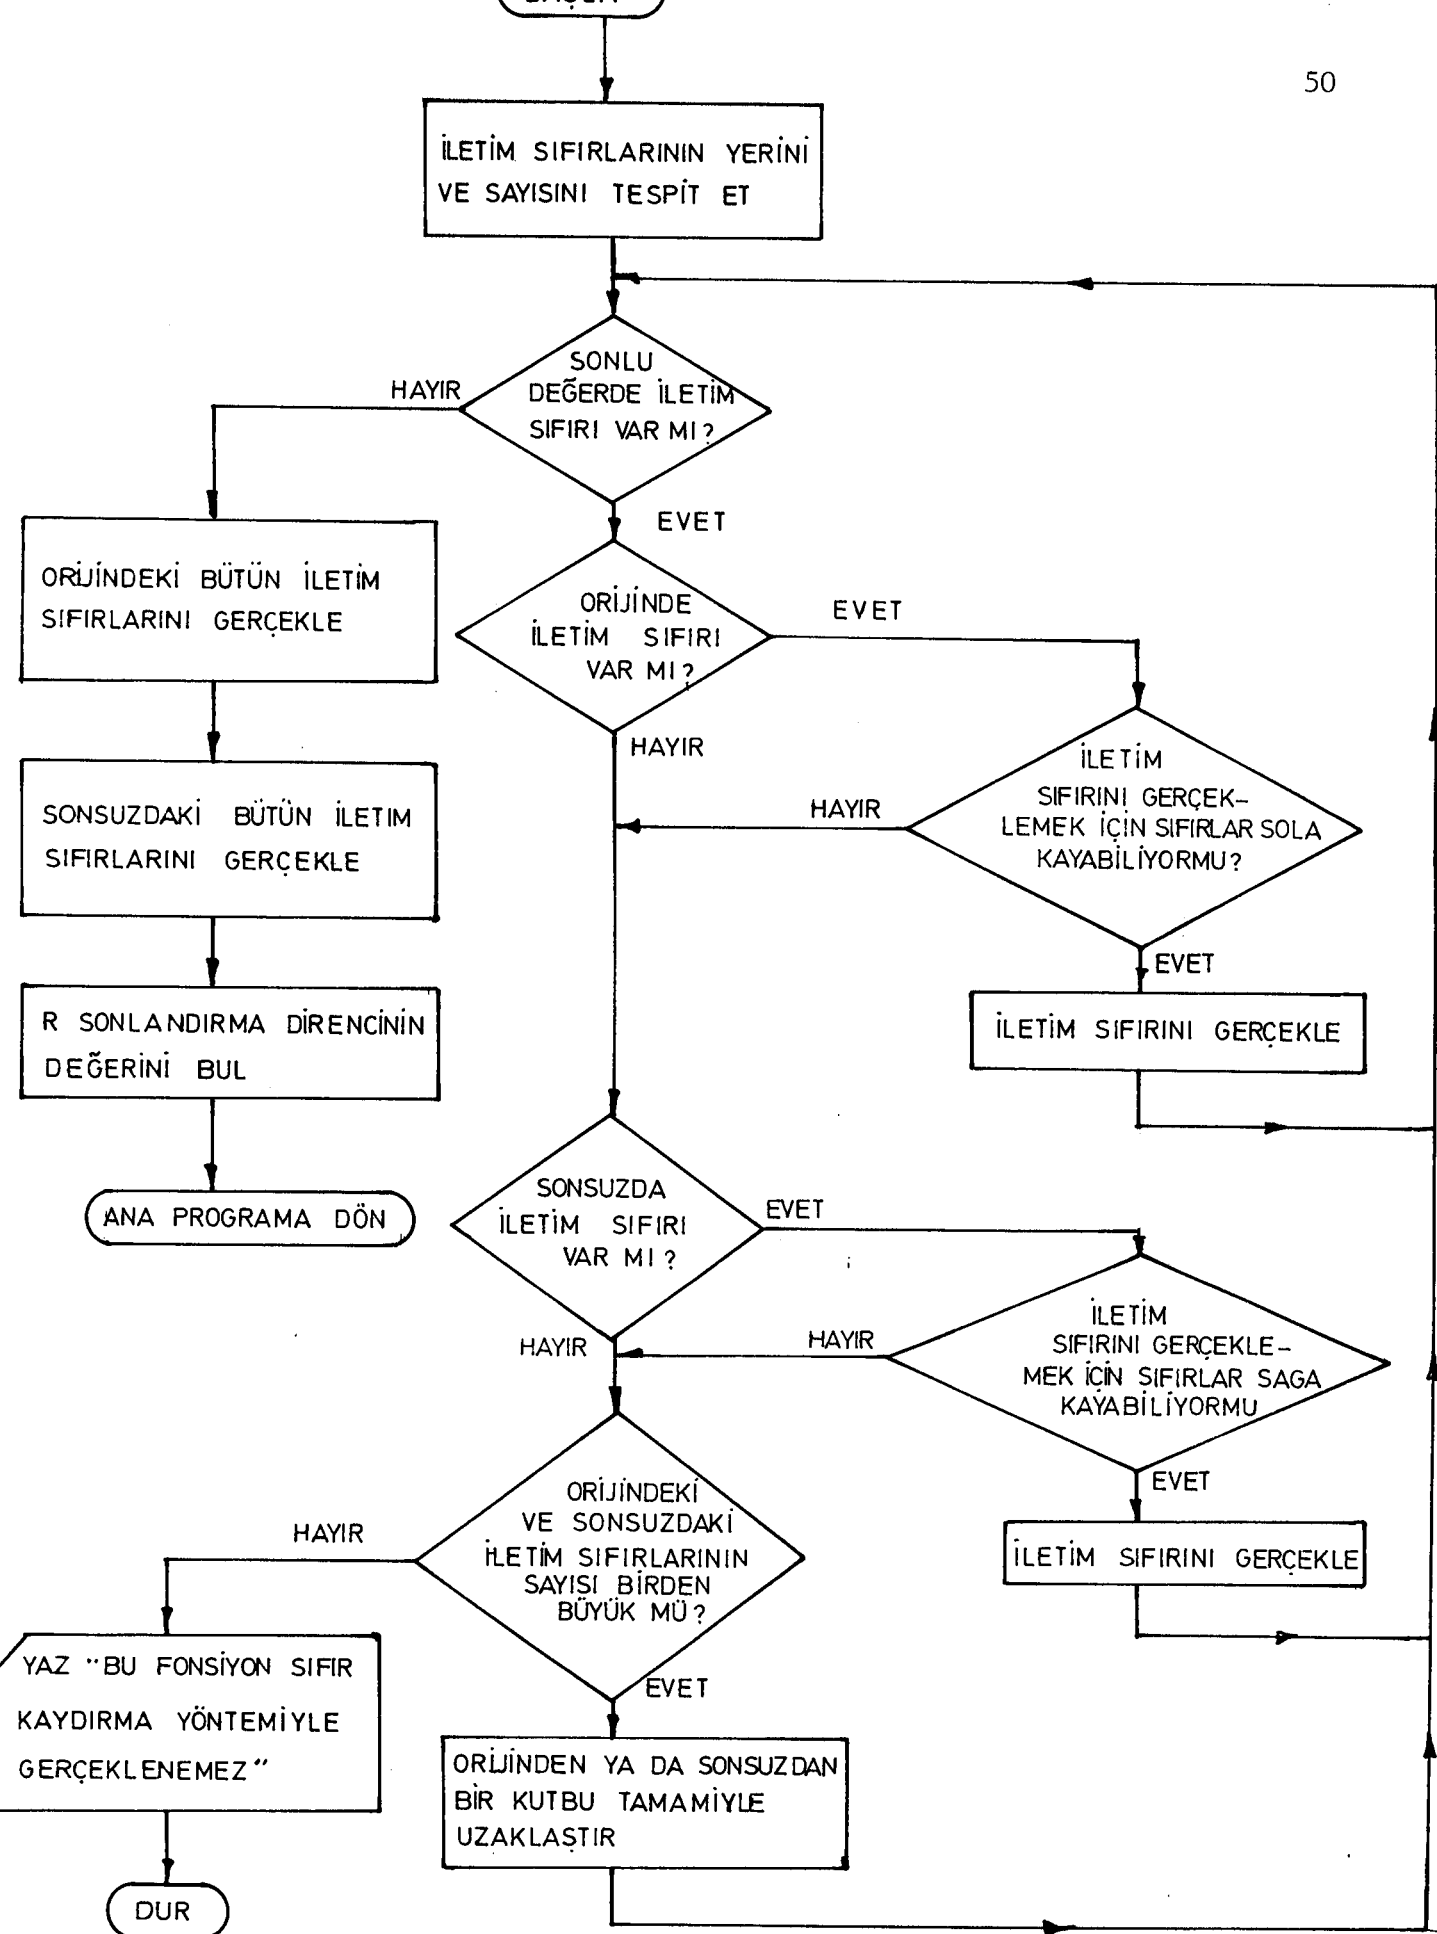 50
İLETİM SIFIRLARININ YERİNİ
VE SAYISINI TESPİT ET
SONLU
DEĞERDE İLETİM
SIFIRI VAR MI?
HAYIR
EVET
ORİJİNDEKİ BÜTÜN İLETİM
SIFIRLARINI GERÇEKLE
ORİJİNDE
İLETİM SIFIRI
VAR MI?
EVET
HAYIR
İLETİM
SIFIRINI GERÇEK-
LEMEK İÇİN SIFIRLAR SOLA
KAYABİLİYORMU?
HAYIR
EVET
SONSUZDAKİ BÜTÜN İLETIM
SIFIRLARINI GERÇEKLE
İLETİM SIFIRINI GERÇEKLE
R SONLANDIRMA DİRENCİNİN
DEĞERİNİ BUL
ANA PROGRAMA DÖN
SONSUZDA
İLETİM SIFIRI
VAR MI?
EVET
HAYIR
İLETİM
SIFIRINI GERÇEKLE-
MEK İÇİN SIFIRLAR SAGA
KAYABİLİYORMU
HAYIR
EVET
ORİJİNDEKİ
VE SONSUZDAKİ
İLETİM SIFIRLARININ
SAYISI BİRDEN
BÜYÜK MÜ?
HAYIR
EVET
İLETİM SIFIRINI GERÇEKLE
YAZ "BU FONSİYON SIFIR
KAYDIRMA YÖNTEMİYLE
GERÇEKLENEMEZ"
ORİJİNDEN YA DA SONSUZDAN
BİR KUTBU TAMAMİYLE
UZAKLAŞTIR
DUR